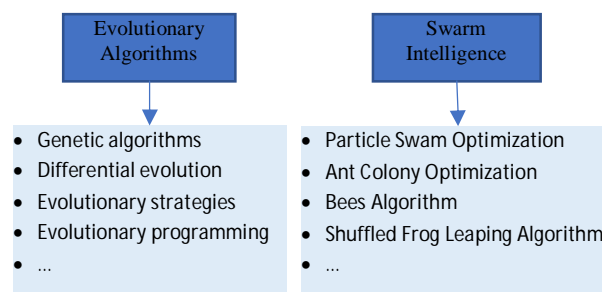 Evolutionary
Algorithms
• Genetic algorithms
• Differential evolution
• Evolutionary strategies
• Evolutionary programming
• ...
Swarm
Intelligence
• Particle Swam Optimization
• Ant Colony Optimization
• Bees Algorithm
• Shuffled Frog Leaping Algorithm
• ...